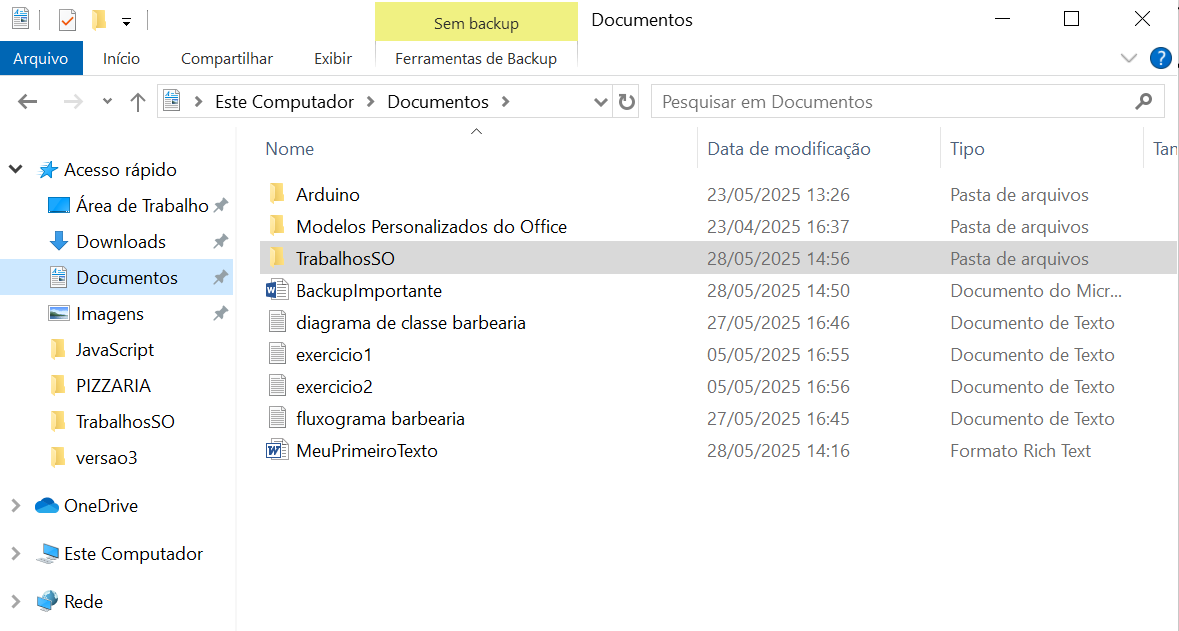 Sem backup
Documentos
Arquivo Início Compartilhar Exibir Ferramentas de Backup
?
Este Computador Documentos
Pesquisar em Documentos
Nome Data de modificação Tipo Tam
Acesso rápido
Área de Trabalho
Downloads
Documentos
Imagens
JavaScript
PIZZARIA
TrabalhosSO
versao3
OneDrive
Este Computador
Rede
Arduino 23/05/2025 13:26 Pasta de arquivos
Modelos Personalizados do Office 23/04/2025 16:37 Pasta de arquivos
TrabalhosSO 28/05/2025 14:56 Pasta de arquivos
BackupImportante 28/05/2025 14:50 Documento do Micr...
diagrama de classe barbearia 27/05/2025 16:46 Documento de Texto
exercicio1 05/05/2025 16:55 Documento de Texto
exercicio2 05/05/2025 16:56 Documento de Texto
fluxograma barbearia 27/05/2025 16:45 Documento de Texto
MeuPrimeiroTexto 28/05/2025 14:16 Formato Rich Text